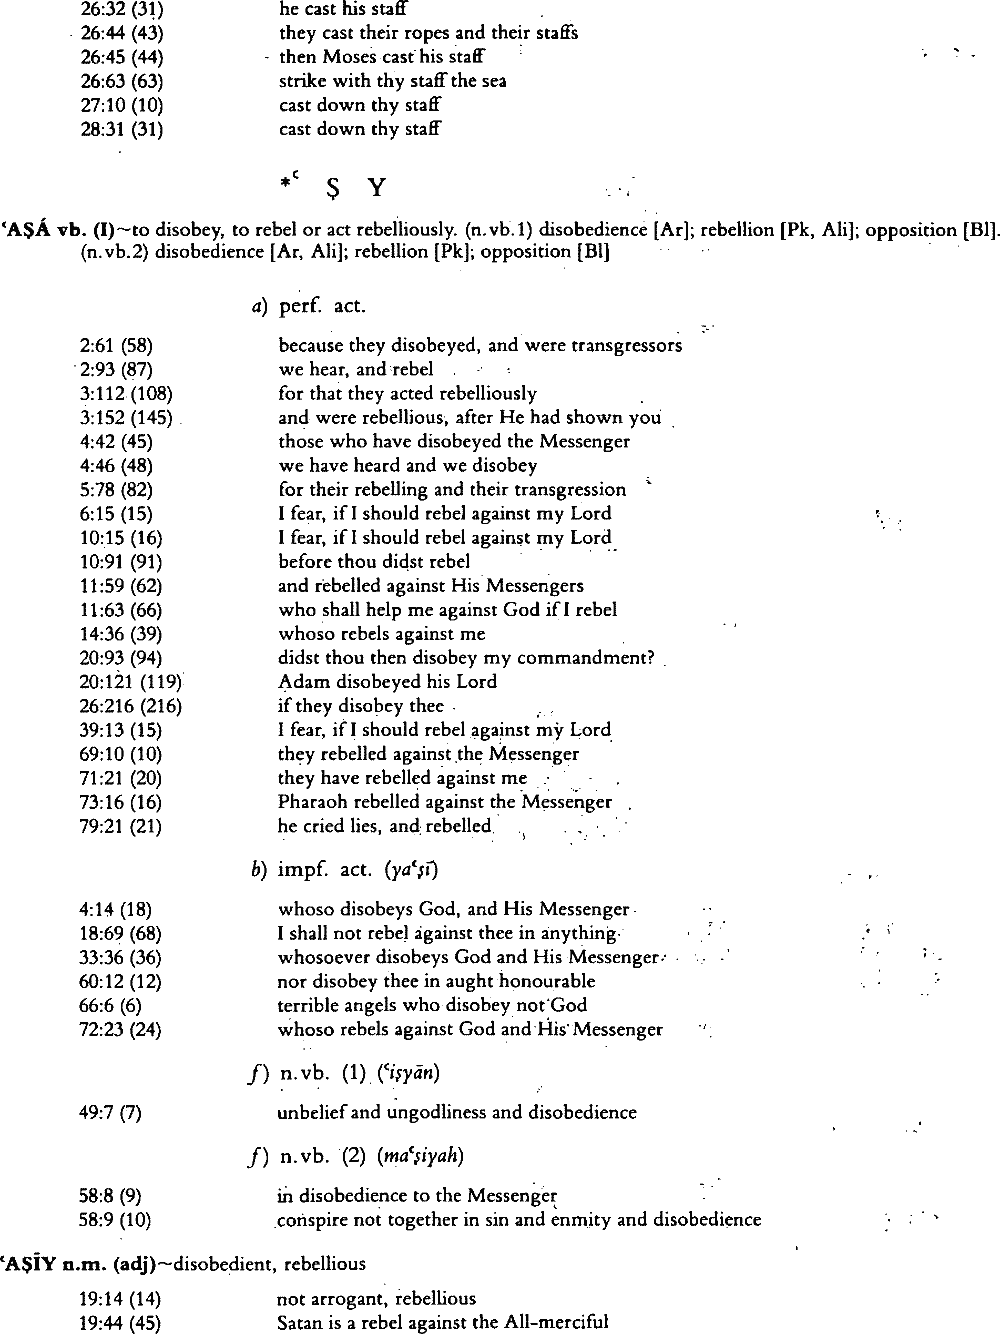 26:32 (31) he cast his staff
26:44 (43) they cast their ropes and their staffs
26:45 (44) then Moses cast his staff
26:63 (63) strike with thy staff the sea
27:10 (10) cast down thy staff
28:31 (31) cast down thy staff
*ʿ Ṣ Y
ʿAṢÁ vb. (I)~to disobey, to rebel or act rebelliously. (n.vb.1) disobedience [Ar]; rebellion [Pk, Ali]; opposition [Bl].
(n.vb.2) disobedience [Ar, Ali]; rebellion [Pk]; opposition [Bl]
a) perf. act.
2:61 (58) because they disobeyed, and were transgressors
2:93 (87) we hear, and rebel
3:112 (108) for that they acted rebelliously
3:152 (145) and were rebellious, after He had shown you
4:42 (45) those who have disobeyed the Messenger
4:46 (48) we have heard and we disobey
5:78 (82) for their rebelling and their transgression
6:15 (15) I fear, if I should rebel against my Lord
10:15 (16) I fear, if I should rebel against my Lord
10:91 (91) before thou didst rebel
11:59 (62) and rebelled against His Messengers
11:63 (66) who shall help me against God if I rebel
14:36 (39) whoso rebels against me
20:93 (94) didst thou then disobey my commandment?
20:121 (119) Adam disobeyed his Lord
26:216 (216) if they disobey thee
39:13 (15) I fear, if I should rebel against my Lord
69:10 (10) they rebelled against the Messenger
71:21 (20) they have rebelled against me
73:16 (16) Pharaoh rebelled against the Messenger
79:21 (21) he cried lies, and rebelled
b) impf. act. (yaʿṣī)
4:14 (18) whoso disobeys God, and His Messenger
18:69 (68) I shall not rebel against thee in anything
33:36 (36) whosoever disobeys God and His Messenger
60:12 (12) nor disobey thee in aught honourable
66:6 (6) terrible angels who disobey not God
72:23 (24) whoso rebels against God and His Messenger
f) n.vb. (1) (ʿiṣyān)
49:7 (7) unbelief and ungodliness and disobedience
f) n.vb. (2) (maʿṣiyah)
58:8 (9) in disobedience to the Messenger
58:9 (10) conspire not together in sin and enmity and disobedience
ʿAṢĪY n.m. (adj)~disobedient, rebellious
19:14 (14) not arrogant, rebellious
19:44 (45) Satan is a rebel against the All-merciful